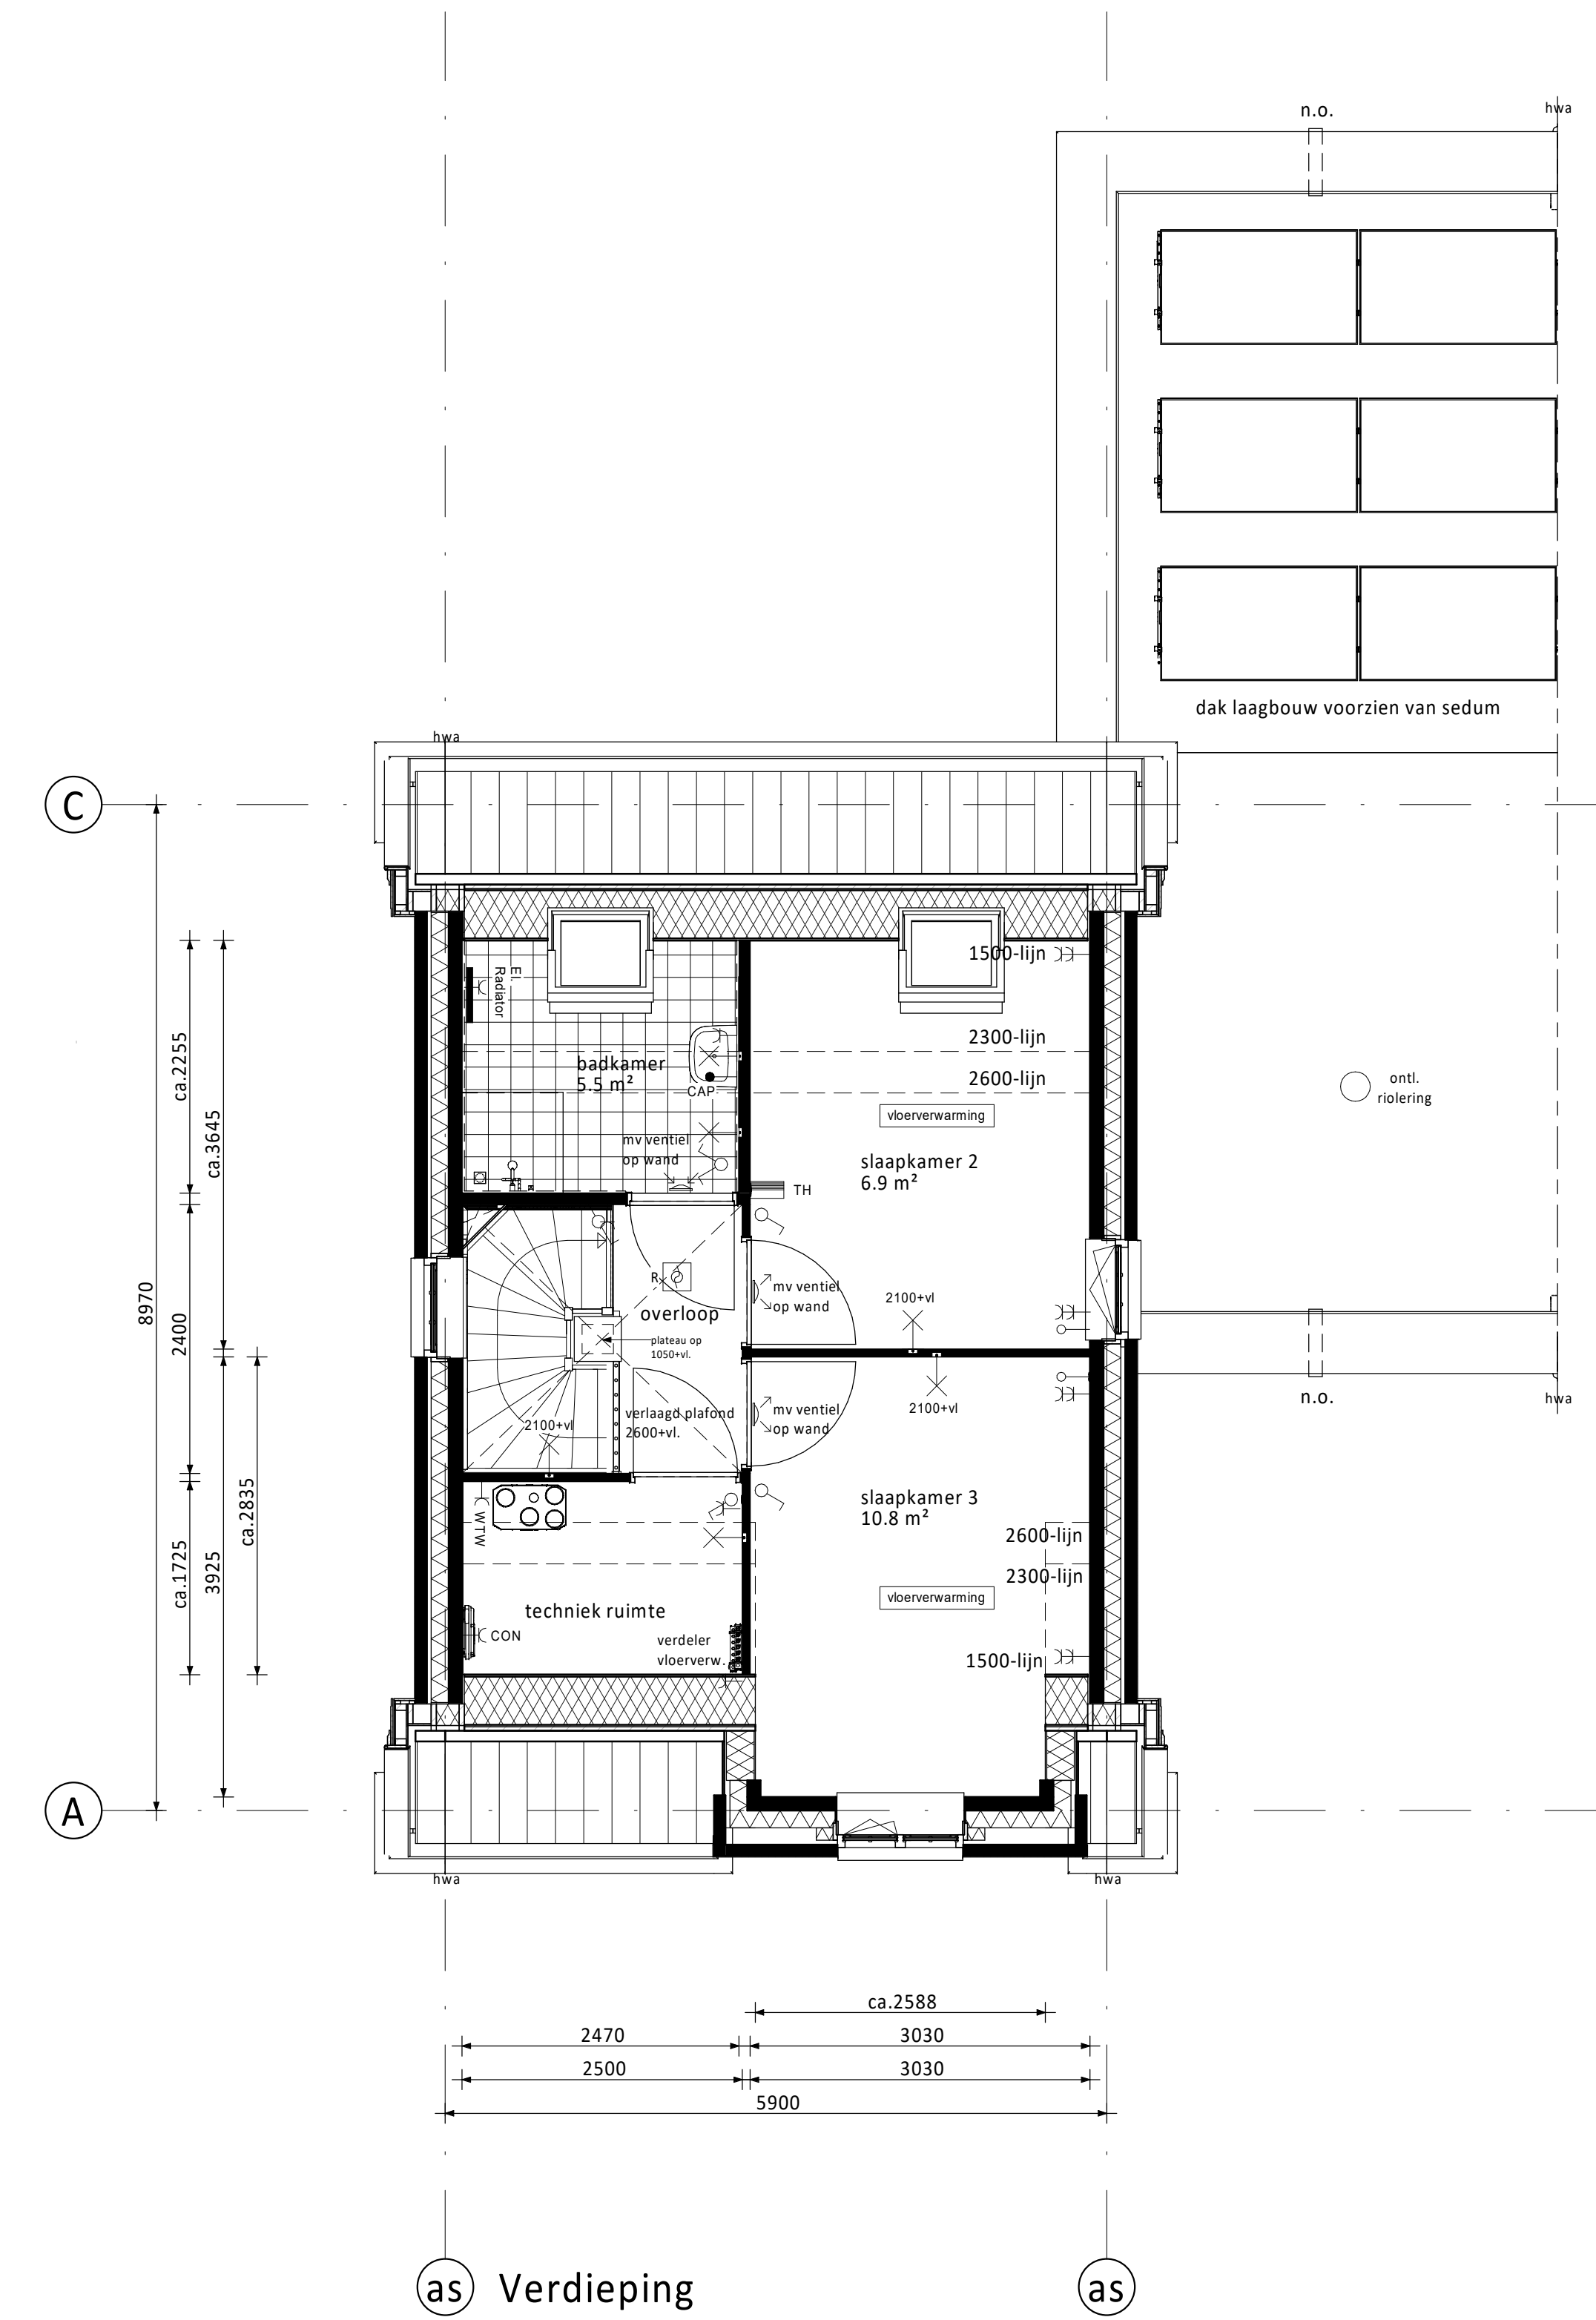 n.o.
hwa
dak laagbouw voorzien van sedum
hwa
C
1500-lijn
El.
Radiator
2300-lijn
badkamer
5.5 m²
2600-lijn
CAP
ontl.
riolering
vloerverwarming
mv ventiel
op wand
slaapkamer 2
6.9 m²
TH
ca.2255
ca.3645
8970
2400
R
mv ventiel
op wand
overloop
2100+vl
plateau op
1050+vl.
n.o.
hwa
2100+vl
verlaagd plafond
2600+vl.
mv ventiel
op wand
2100+vl
slaapkamer 3
10.8 m²
WTW
2600-lijn
2300-lijn
ca.2835
ca.1725
3925
vloerverwarming
techniek ruimte
CON
verdeler
vloerverw.
1500-lijn
A
hwa
hwa
ca.2588
2470
3030
2500
3030
5900
as
Verdieping
as